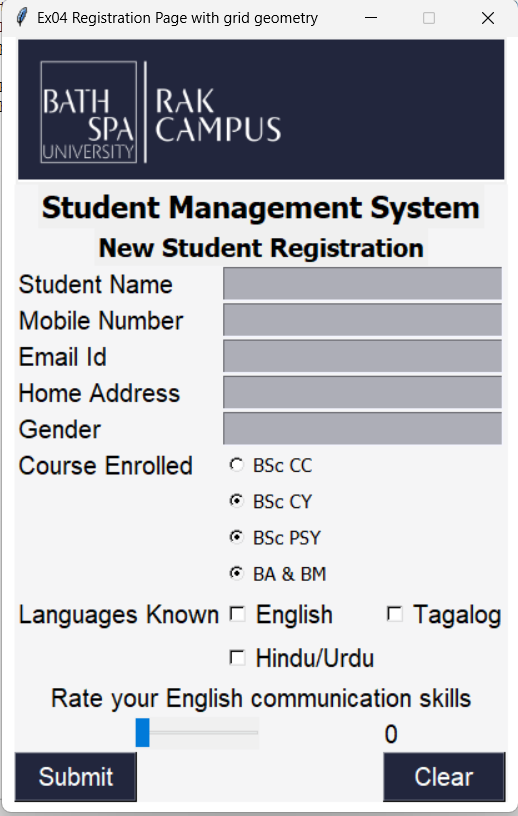 Ex04 Registration Page with grid geometry
BATH SPA UNIVERSITY
RAK CAMPUS
Student Management System
New Student Registration
Student Name
Mobile Number
Email Id
Home Address
Gender
Course Enrolled BSc CC
BSc CY
BSc PSY
BA & BM
Languages Known English Tagalog
Hindu/Urdu
Rate your English communication skills
0
Submit Clear